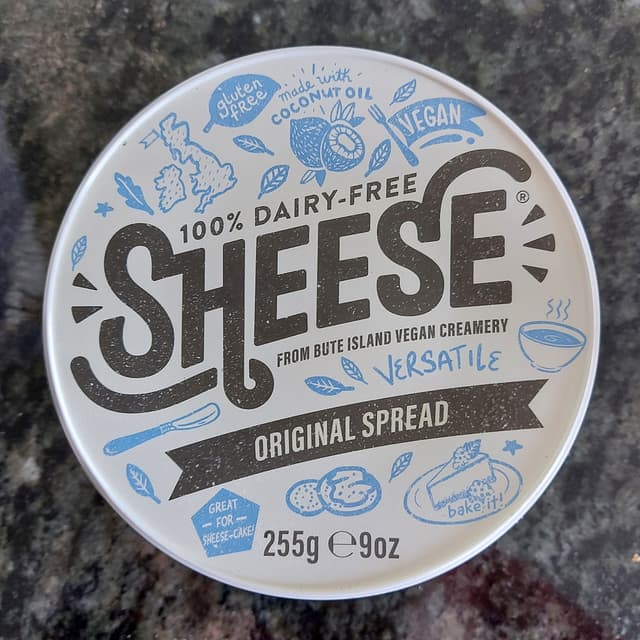 gluten
free
made with
COCONUT OIL
VEGAN
100% DAIRY-FREE
SHEESE®
FROM BUTE ISLAND VEGAN CREAMERY
VERSATILE
ORIGINAL SPREAD
GREAT
FOR
SHEESE-CAKE!
bake it!
255g ℮ 9oz